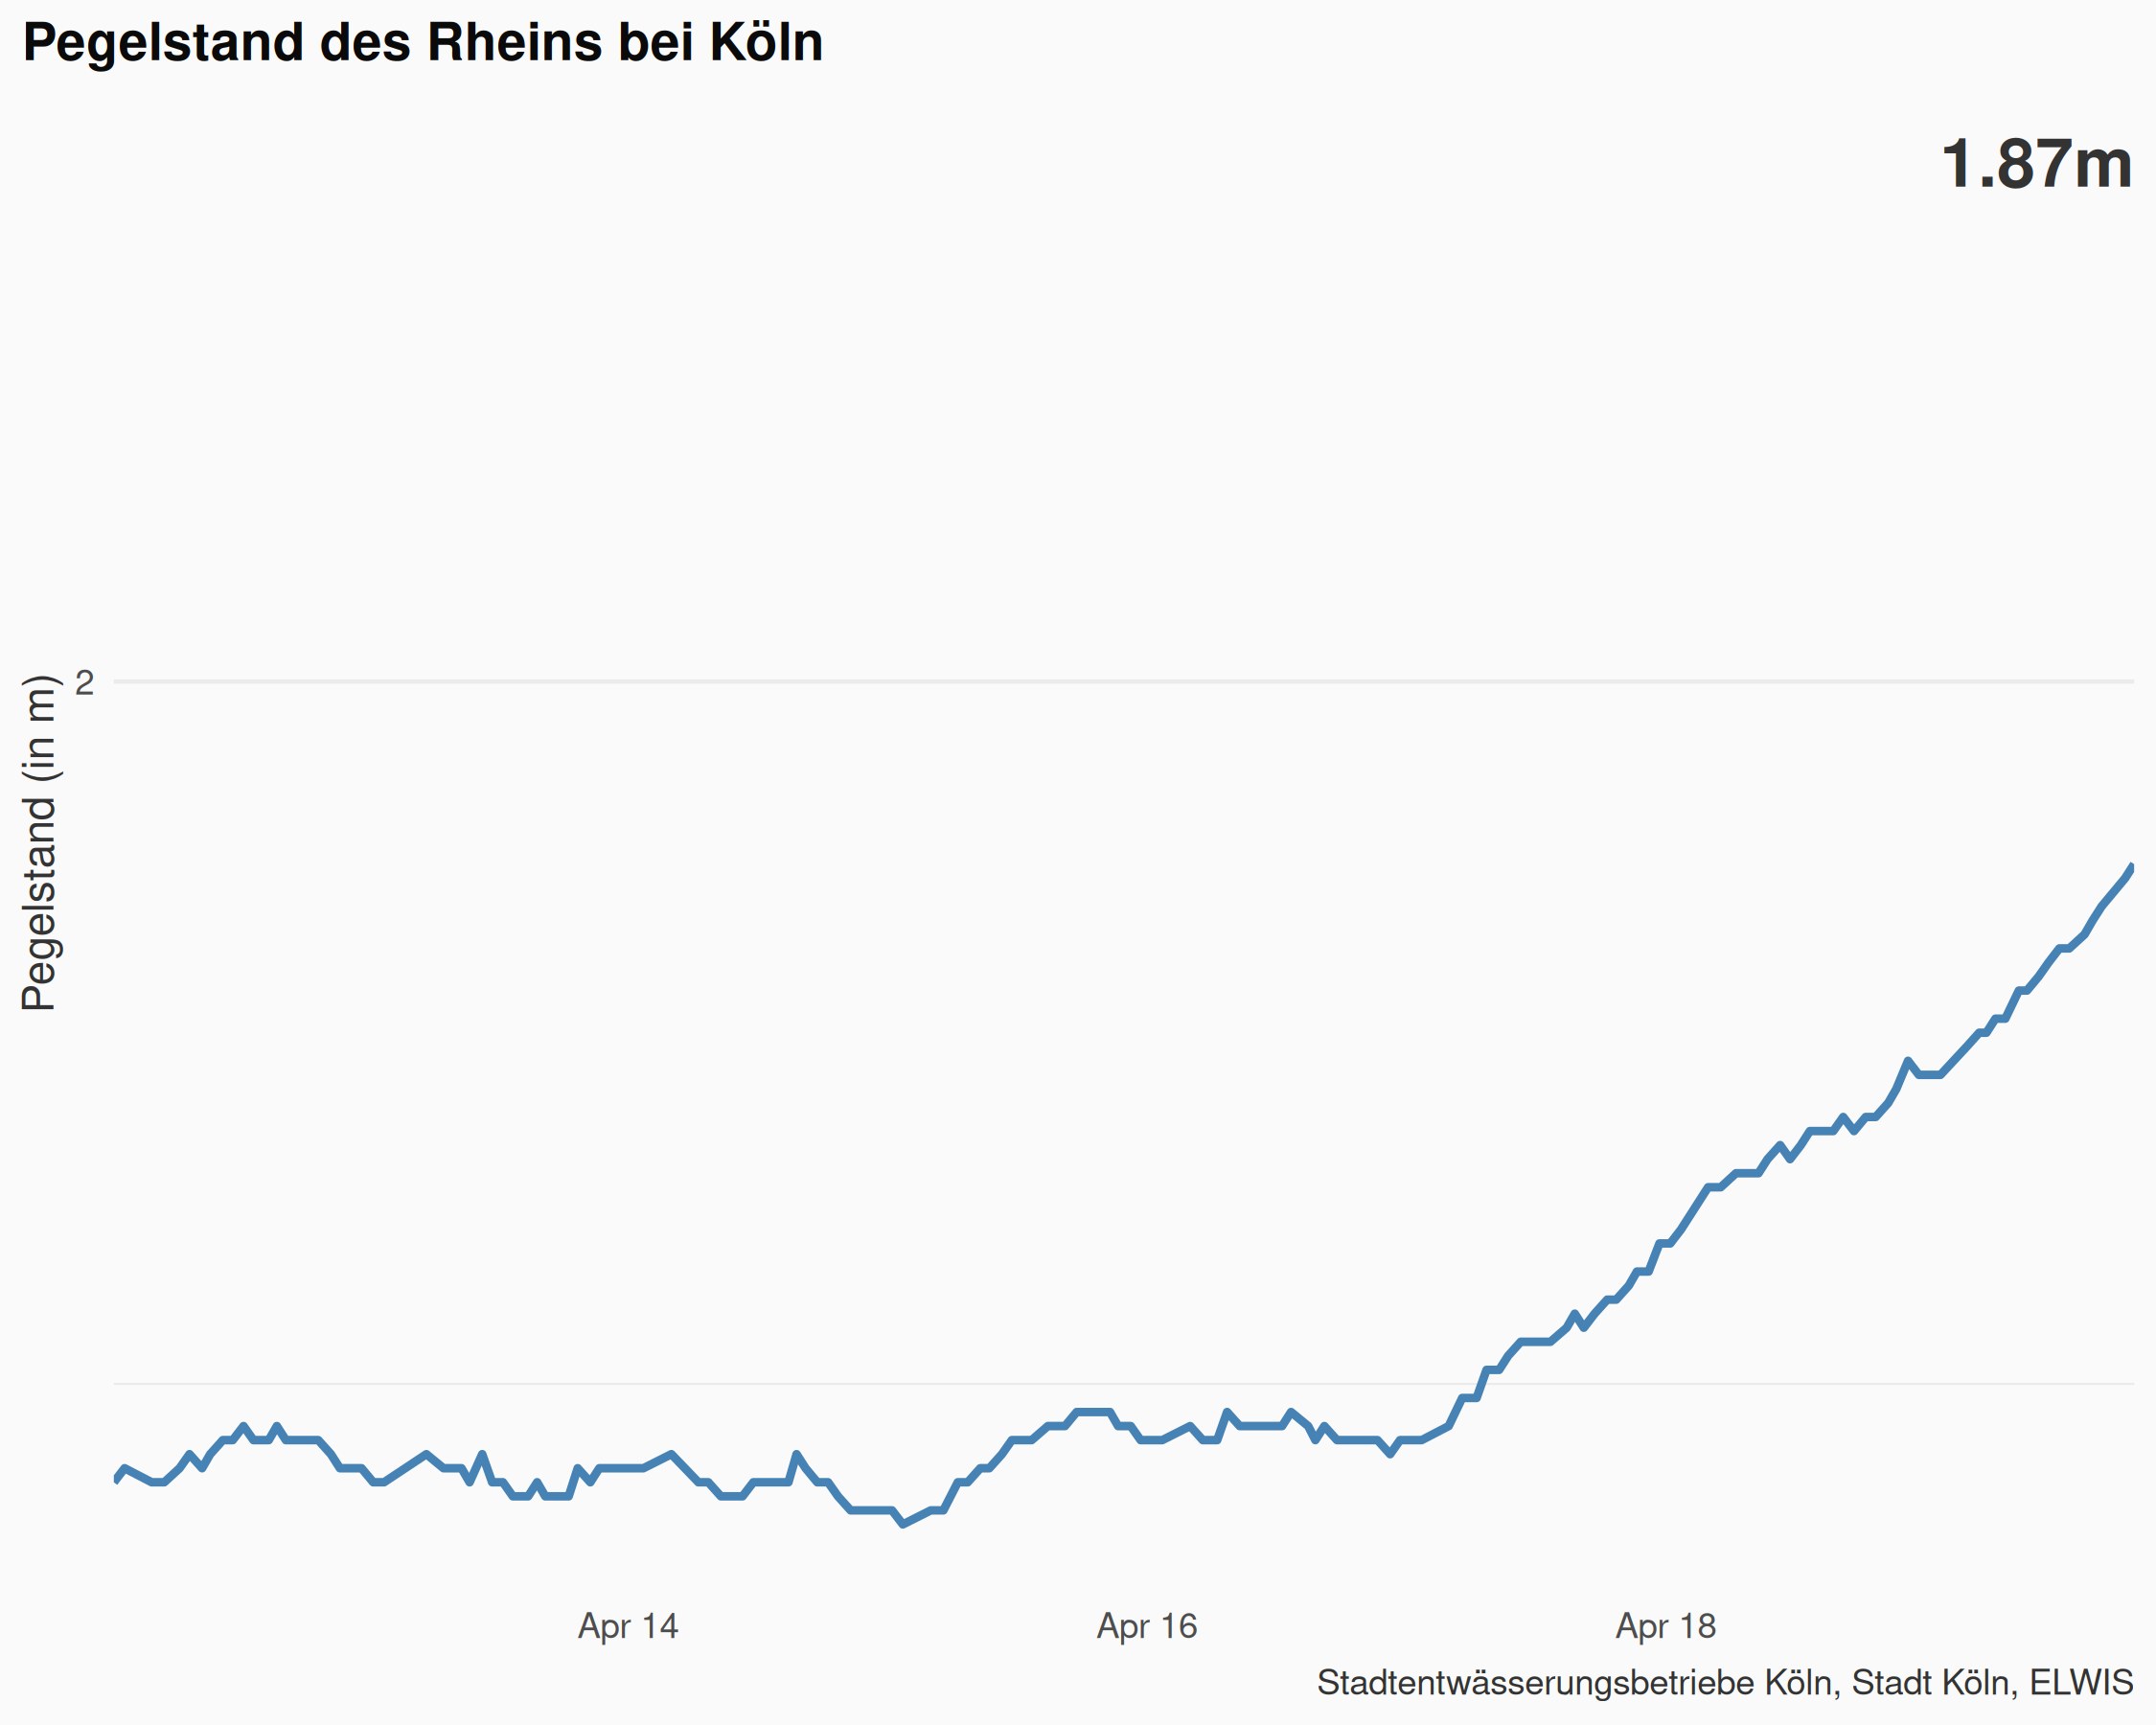 Pegelstand des Rheins bei Köln
1.87m
Pegelstand (in m)
2
Apr 14
Apr 16
Apr 18
Stadtentwässerungsbetriebe Köln, Stadt Köln, ELWIS